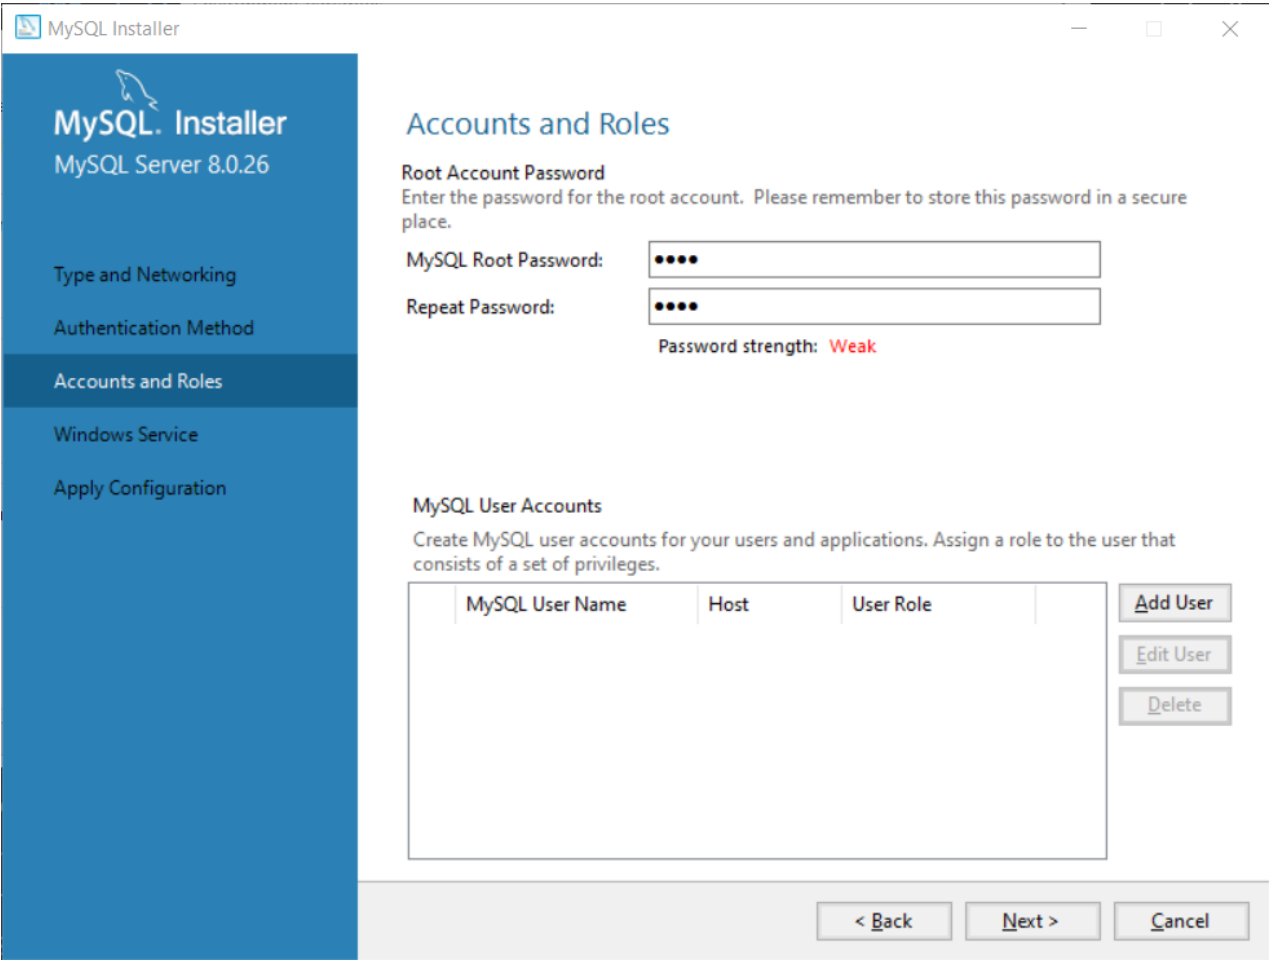 MySQL Installer
MySQL. Installer
MySQL Server 8.0.26
Type and Networking
Authentication Method
Accounts and Roles
Windows Service
Apply Configuration
Accounts and Roles
Root Account Password
Enter the password for the root account.  Please remember to store this password in a secure
place.
MySQL Root Password: ●●●●
Repeat Password: ●●●●
Password strength: Weak
MySQL User Accounts
Create MySQL user accounts for your users and applications. Assign a role to the user that
consists of a set of privileges.
MySQL User Name Host User Role
Add User
Edit User
Delete
< Back Next > Cancel